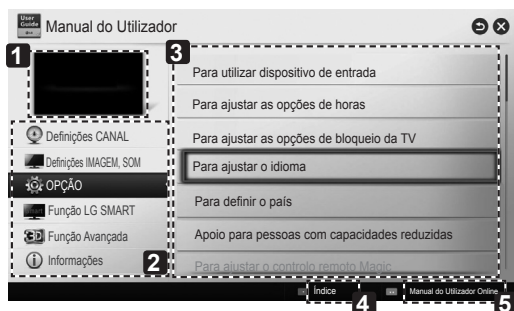 User
Guide
Manual do Utilizador
1
3
Definições CANAL
Definições IMAGEM, SOM
OPÇÃO
Função LG SMART
3D Função Avançada
Informações
2
Para utilizar dispositivo de entrada
Para ajustar as opções de horas
Para ajustar as opções de bloqueio da TV
Para ajustar o idioma
Para definir o país
Apoio para pessoas com capacidades reduzidas
Para ajustar o controlo remoto Magic
Índice
4
Manual do Utilizador Online
5